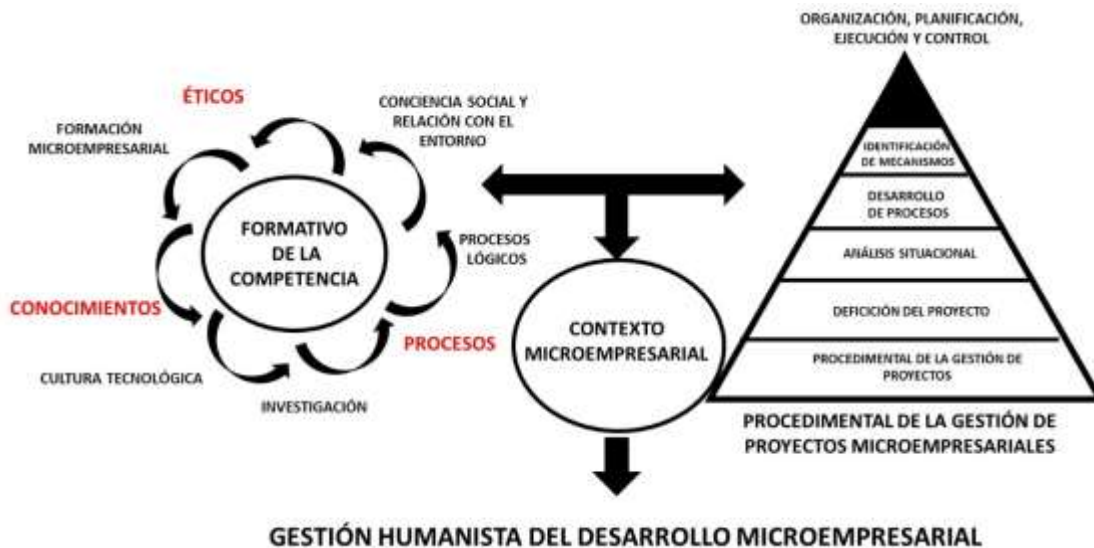 ORGANIZACIÓN, PLANIFICACIÓN,
EJECUCIÓN Y CONTROL
ÉTICOS
CONCIENCIA SOCIAL Y
RELACIÓN CON EL
ENTORNO
FORMACIÓN
MICROEMPRESARIAL
FORMATIVO
DE LA
COMPETENCIA
PROCESOS
LÓGICOS
CONOCIMIENTOS
PROCESOS
CULTURA TECNOLÓGICA
INVESTIGACIÓN
CONTEXTO
MICROEMPRESARIAL
IDENTIFICACIÓN
DE MECANISMOS
DESARROLLO
DE PROCESOS
ANÁLISIS SITUACIONAL
DEFICIÓN DEL PROYECTO
PROCEDIMENTAL DE LA GESTIÓN DE
PROYECTOS
PROCEDIMENTAL DE LA GESTIÓN DE
PROYECTOS MICROEMPRESARIALES
GESTIÓN HUMANISTA DEL DESARROLLO MICROEMPRESARIAL